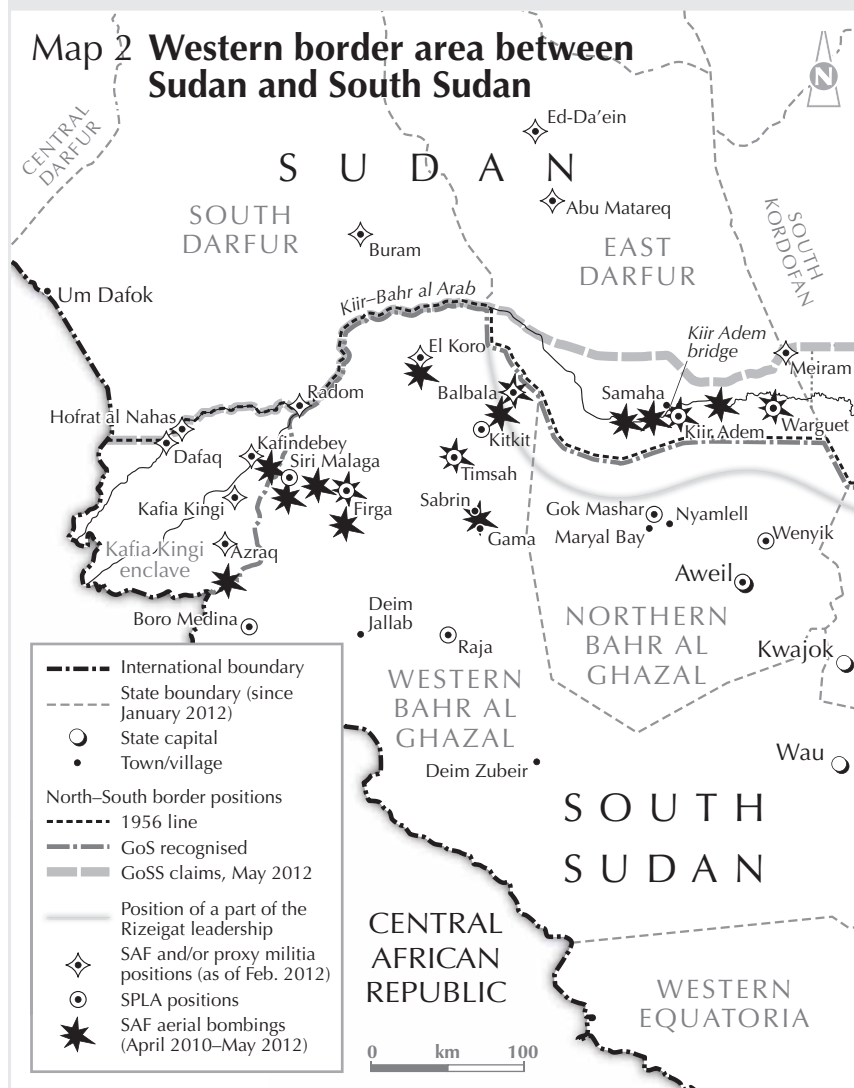 Map 2 Western border area between
Sudan and South Sudan
N
CENTRAL
DARFUR
Ed-Da'ein
SUDAN
Abu Matareq
SOUTH
DARFUR
Buram
EAST
DARFUR
SOUTH
KORDOFAN
Um Dafok
Kiir–Bahr al Arab
Kiir Adem
bridge
El Koro
Meiram
Radom
Balbala
Samaha
Hofrat al Nahas
Kiir Adem
Warguet
Kitkit
Dafaq
Kafindebey
Siri Malaga
Timsah
Kafia Kingi
Firga
Sabrin
Gok Mashar
Nyamlell
Gama
Maryal Bay
Wenyik
Kafia Kingi
enclave
Azraq
Aweil
Boro Medina
Deim
Jallab
Raja
NORTHERN
BAHR AL
GHAZAL
Kwajok
WESTERN
BAHR AL
GHAZAL
Wau
Deim Zubeir
SOUTH
SUDAN
CENTRAL
AFRICAN
REPUBLIC
WESTERN
EQUATORIA
International boundary
State boundary (since
January 2012)
State capital
Town/village
North–South border positions
1956 line
GoS recognised
GoSS claims, May 2012
Position of a part of the
Rizeigat leadership
SAF and/or proxy militia
positions (as of Feb. 2012)
SPLA positions
SAF aerial bombings
(April 2010–May 2012)
0 km 100